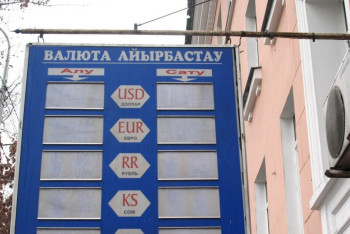 ВАЛЮТА АЙЫРБАСТАУ
Алу Сату
USD
ДОЛЛАР
EUR
ЕВРО
RR
РУБЛЬ
KS
СОМ